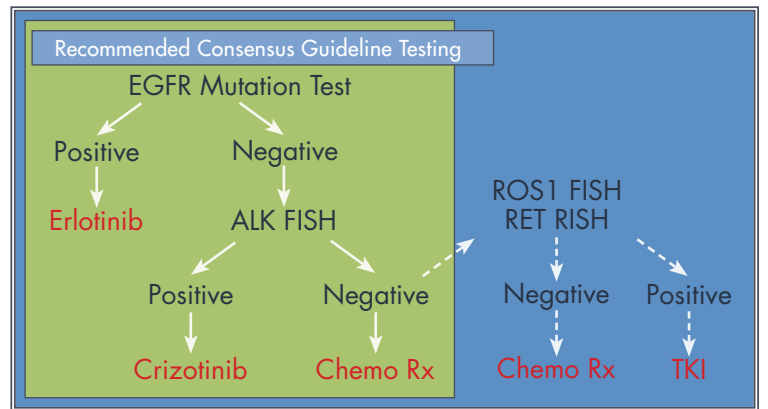 Recommended Consensus Guideline Testing
EGFR Mutation Test
Positive
Negative
Erlotinib
ALK FISH
ROS1 FISH
RET RISH
Positive
Negative
Negative
Positive
Crizotinib
Chemo Rx
Chemo Rx
TKI